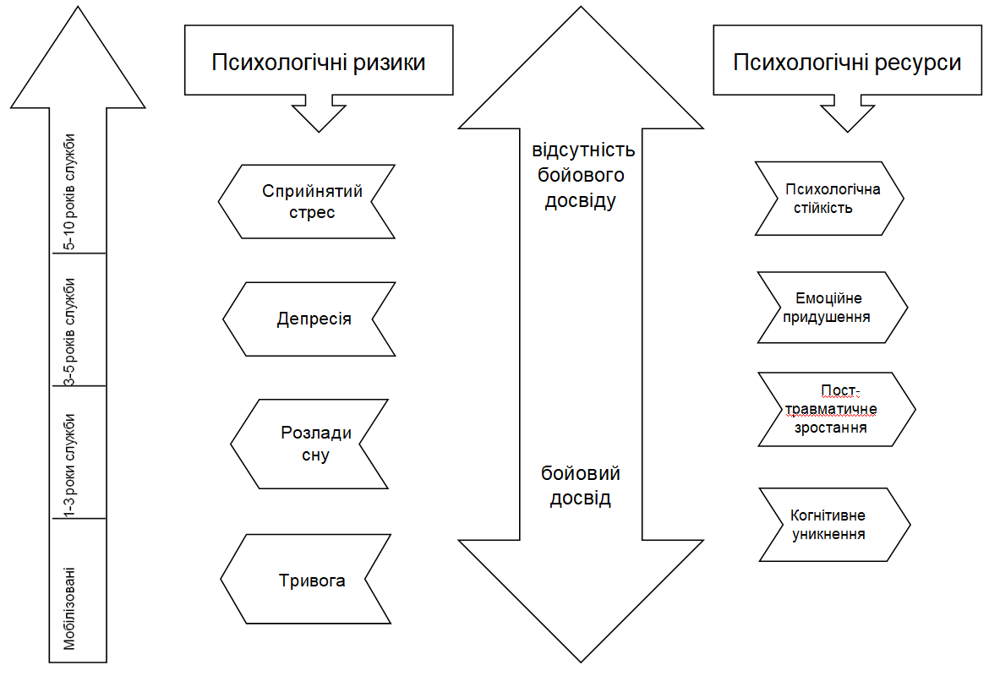 Психологічні ризики
Психологічні ресурси
5-10 років служби
3-5 років служби
1-3 роки служби
Мобілізовані
Сприйнятий
стрес
Депресія
Розлади
сну
Тривога
відсутність
бойового
досвіду
бойовий
досвід
Психологічна
стійкість
Емоційне
придушення
Пост-
травматичне
зростання
Когнітивне
уникнення